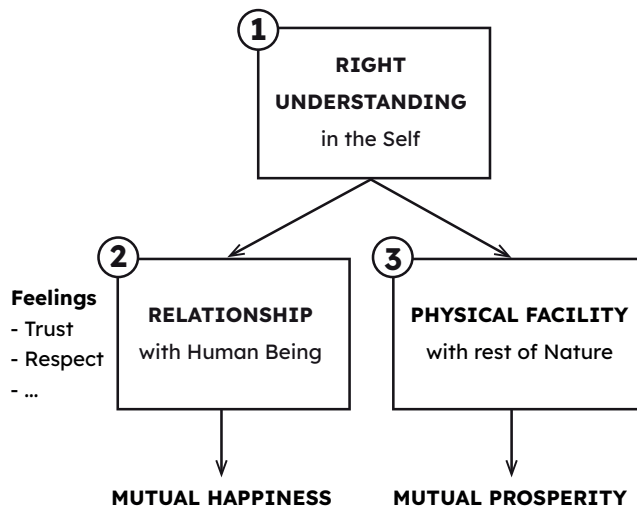 1
RIGHT
UNDERSTANDING
in the Self
2
RELATIONSHIP
with Human Being
Feelings
- Trust
- Respect
- ...
3
PHYSICAL FACILITY
with rest of Nature
MUTUAL HAPPINESS
MUTUAL PROSPERITY